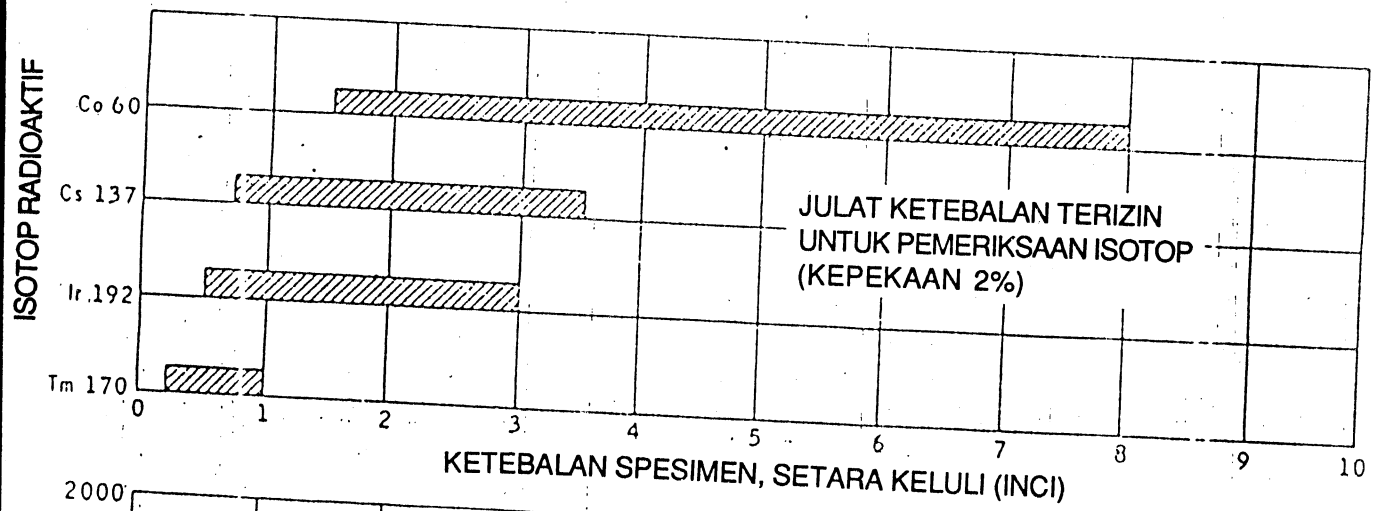 ISOTOP RADIOAKTIF
Co 60
Cs 137
Ir.192
Tm 170
JULAT KETEBALAN TERIZIN
UNTUK PEMERIKSAAN ISOTOP
(KEPEKAAN 2%)
0 1 2 3 4 5 6 7 8 9 10
KETEBALAN SPESIMEN, SETARA KELULI (INCI)
2000